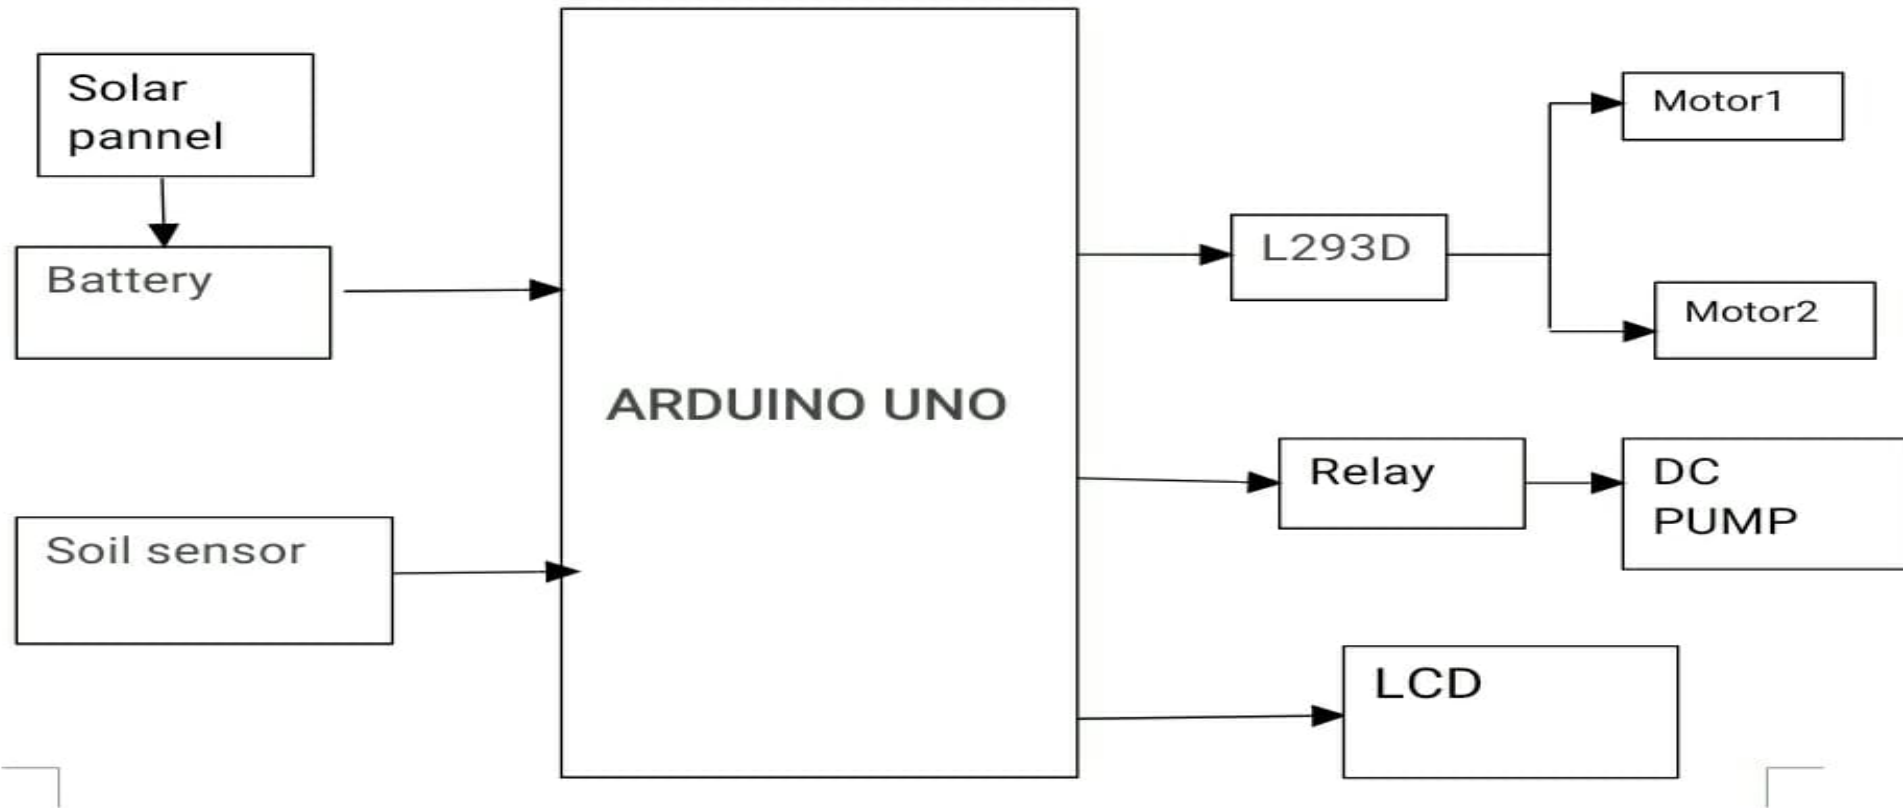 Solar
pannel
Battery
Soil sensor
ARDUINO UNO
L293D
Motor1
Motor2
Relay
DC
PUMP
LCD